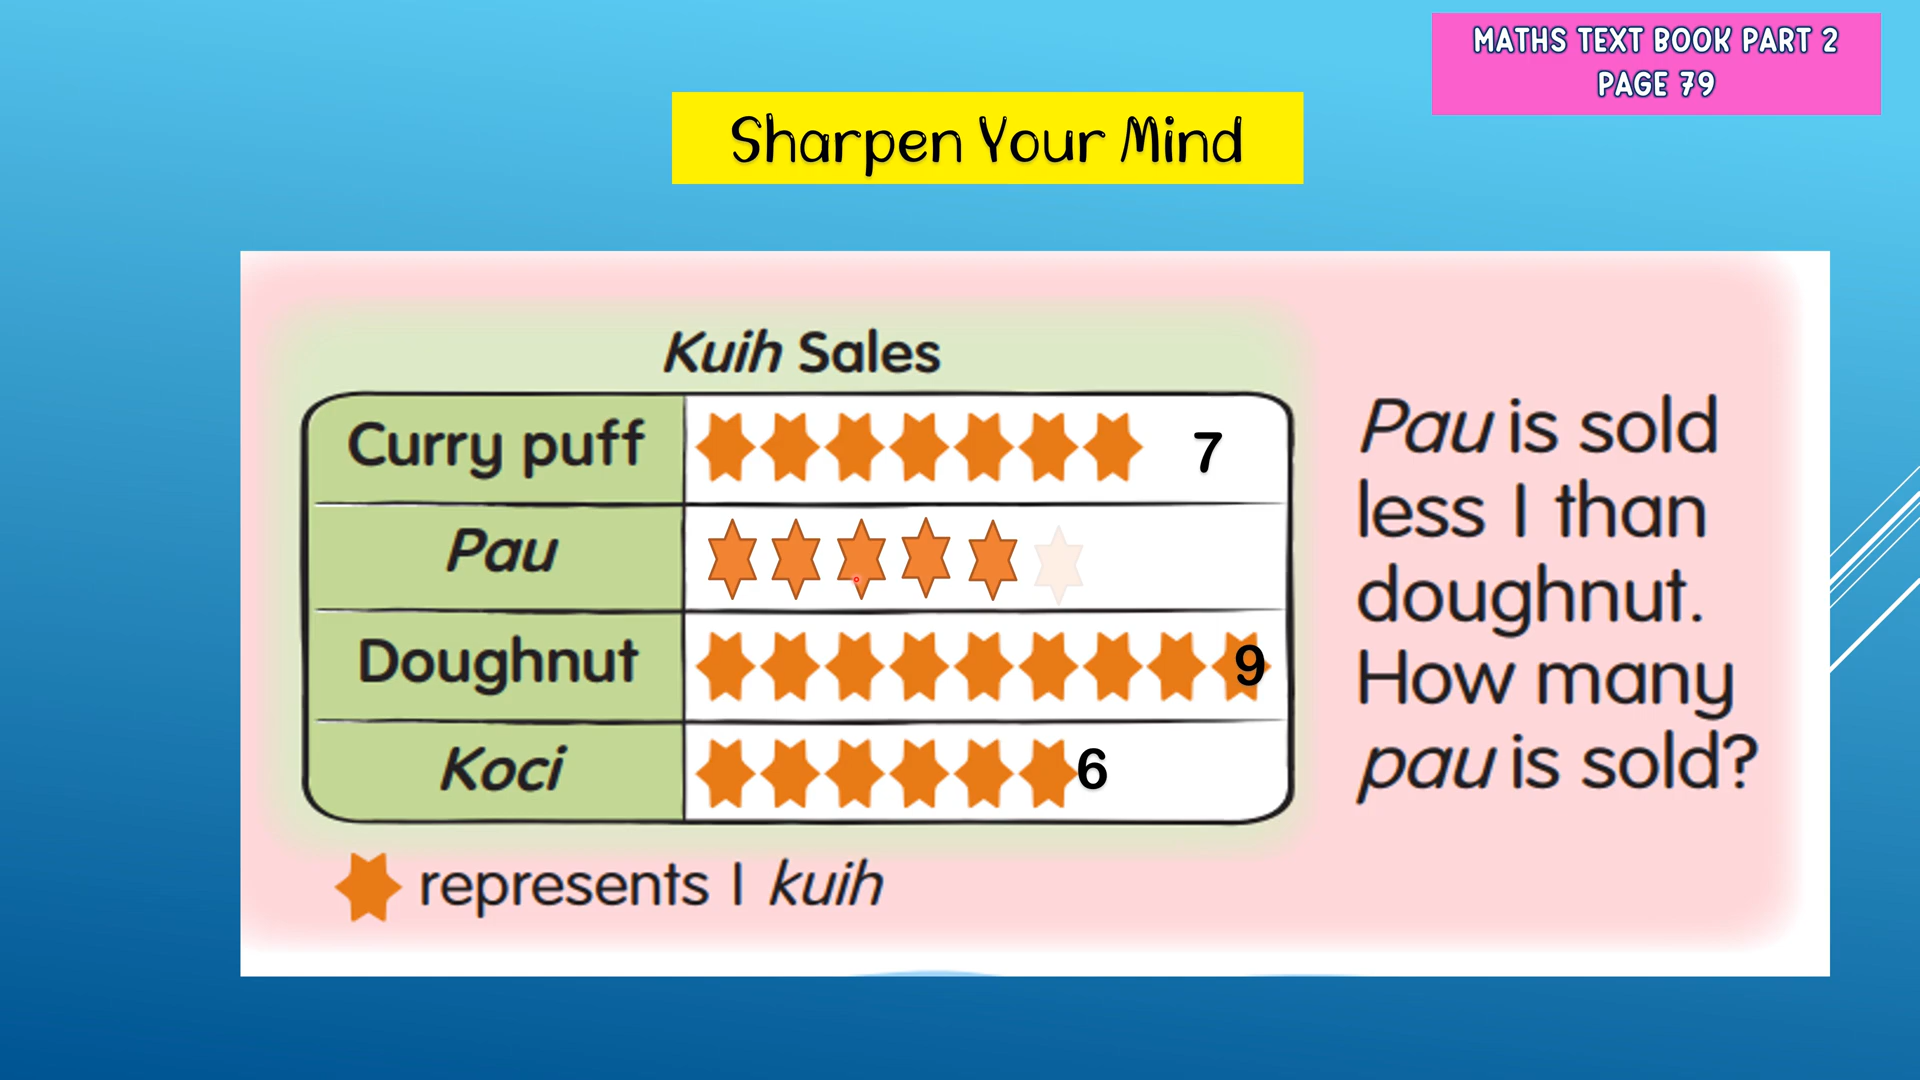 MATHS TEXT BOOK PART 2
PAGE 79
Sharpen Your Mind
Kuih Sales
Curry puff 7
Pau
Doughnut 9
Koci 6
represents 1 kuih
Pau is sold
less 1 than
doughnut.
How many
pau is sold?